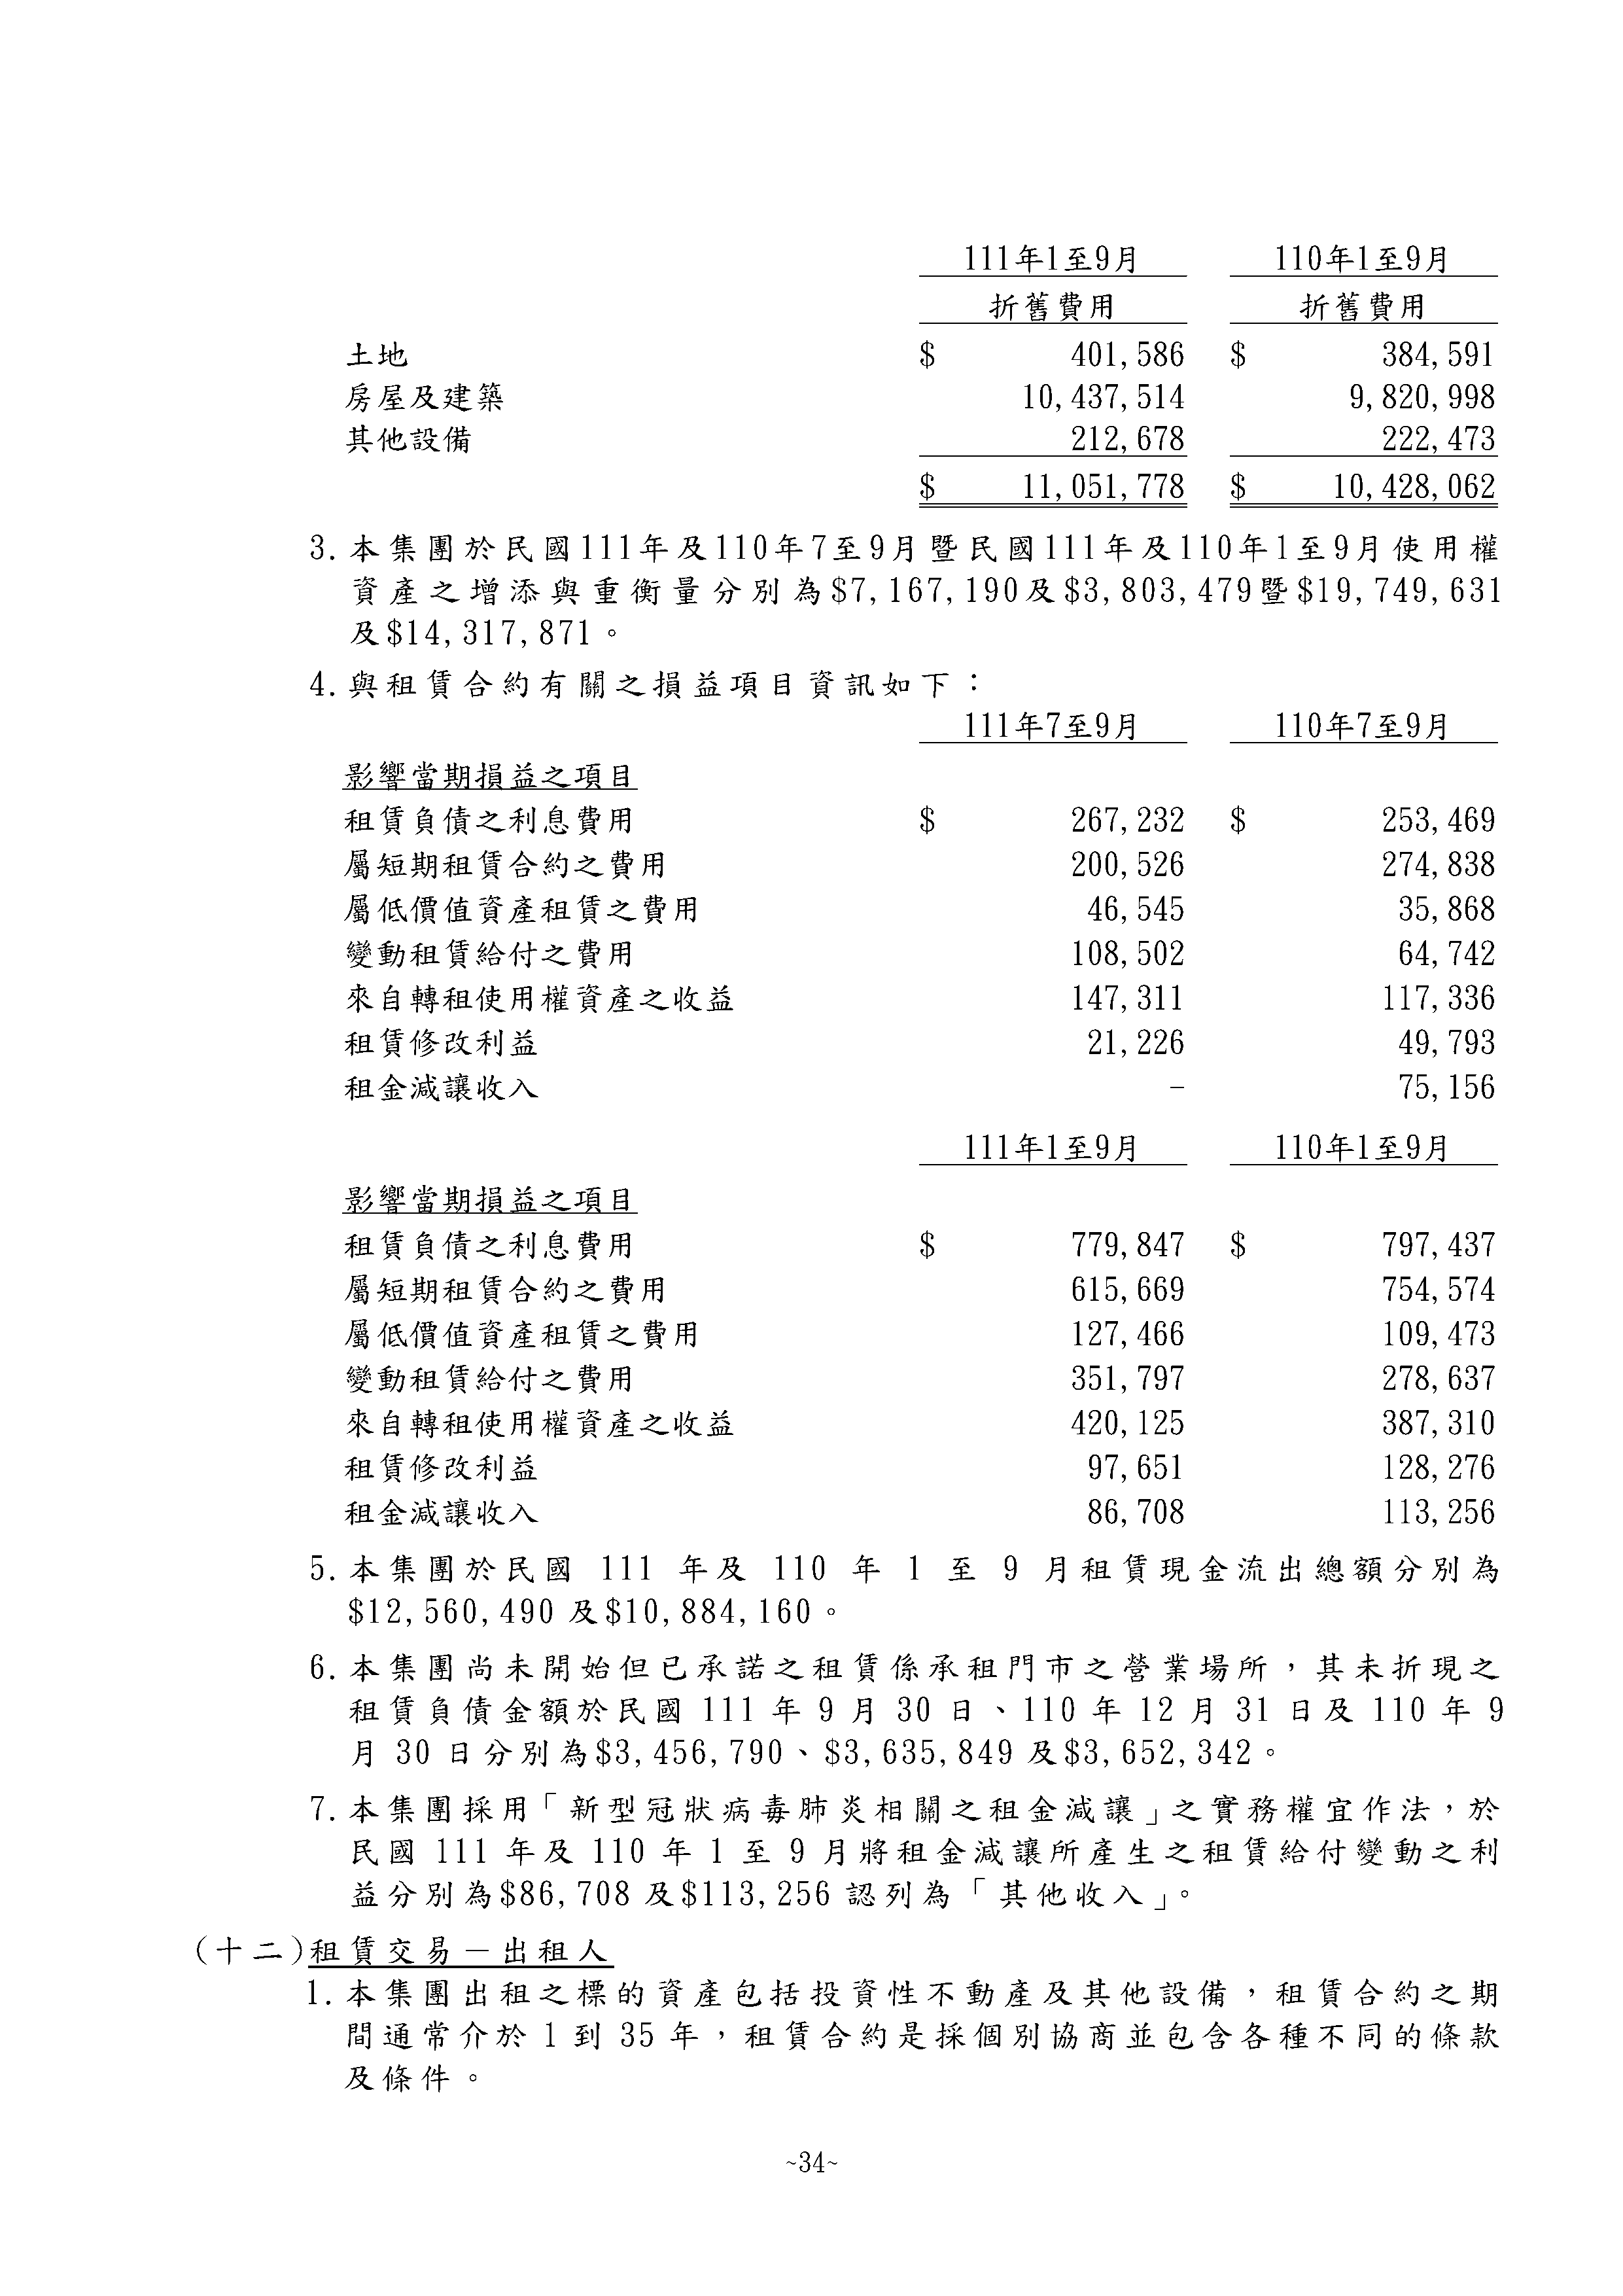 111年1至9月 110年1至9月
折舊費用 折舊費用
土地 $ 401,586 $ 384,591
房屋及建築 10,437,514 9,820,998
其他設備 212,678 222,473
$ 11,051,778 $ 10,428,062
3. 本集團於民國111年及110年7至9月暨民國111年及110年1至9月使用權
資產之增添與重衡量分別為$7,167,190及$3,803,479暨$19,749,631
及$14,317,871。
4. 與租賃合約有關之損益項目資訊如下：
111年7至9月 110年7至9月
影響當期損益之項目
租賃負債之利息費用 $ 267,232 $ 253,469
屬短期租賃合約之費用 200,526 274,838
屬低價值資產租賃之費用 46,545 35,868
變動租賃給付之費用 108,502 64,742
來自轉租使用權資產之收益 147,311 117,336
租賃修改利益 21,226 49,793
租金減讓收入 - 75,156
111年1至9月 110年1至9月
影響當期損益之項目
租賃負債之利息費用 $ 779,847 $ 797,437
屬短期租賃合約之費用 615,669 754,574
屬低價值資產租賃之費用 127,466 109,473
變動租賃給付之費用 351,797 278,637
來自轉租使用權資產之收益 420,125 387,310
租賃修改利益 97,651 128,276
租金減讓收入 86,708 113,256
5. 本集團於民國 111 年及 110 年 1 至 9 月租賃現金流出總額分別為
$12,560,490 及$10,884,160。
6. 本集團尚未開始但已承諾之租賃係承租門市之營業場所，其未折現之
租賃負債金額於民國 111 年 9 月 30 日、110 年 12 月 31 日及 110 年 9
月 30 日分別為$3,456,790、$3,635,849 及$3,652,342。
7. 本集團採用「新型冠狀病毒肺炎相關之租金減讓」之實務權宜作法，於
民國 111 年及 110 年 1 至 9 月將租金減讓所產生之租賃給付變動之利
益分別為$86,708 及$113,256 認列為「其他收入」。
(十二)租賃交易－出租人
1. 本集團出租之標的資產包括投資性不動產及其他設備，租賃合約之期
間通常介於 1 到 35 年，租賃合約是採個別協商並包含各種不同的條款
及條件。
~34~